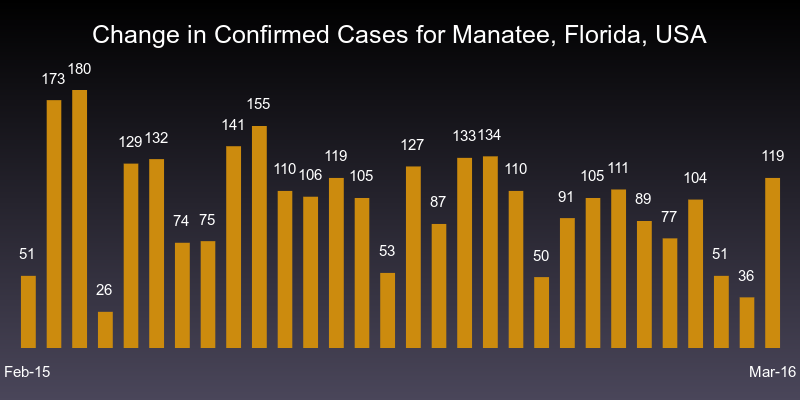 Change in Confirmed Cases for Manatee, Florida, USA
51 173 180 26 129 132 74 75 141 155 110 106 119 105 53 127 87 133 134 110 50 91 105 111 89 77 104 51 36 119
Feb-15 Mar-16